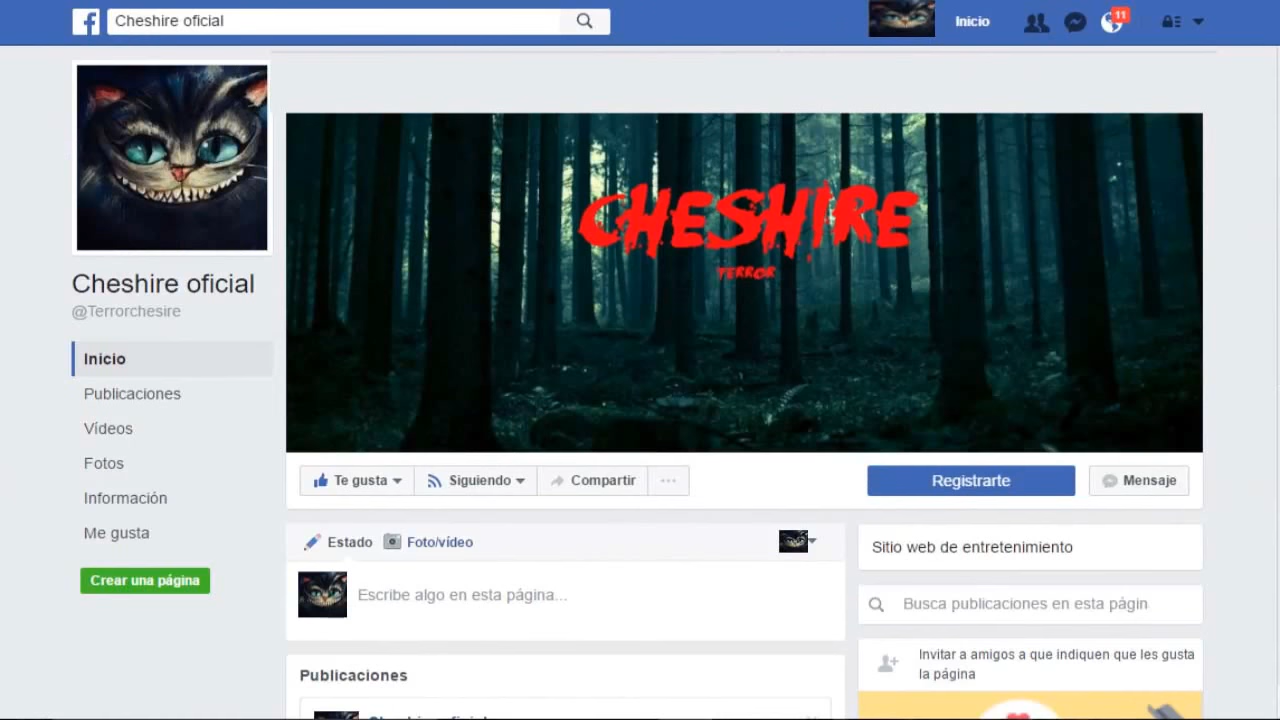 Cheshire oficial
Inicio
11
Cheshire oficial
@Terrorchesire
Inicio
Publicaciones
Vídeos
Fotos
Información
Me gusta
Crear una página
CHESHIRE
TERROR
Te gusta
Siguiendo
Compartir
Registrarte
Mensaje
Estado
Foto/vídeo
Escribe algo en esta página...
Publicaciones
Sitio web de entretenimiento
Busca publicaciones en esta págin
Invitar a amigos a que indiquen que les gusta
la página